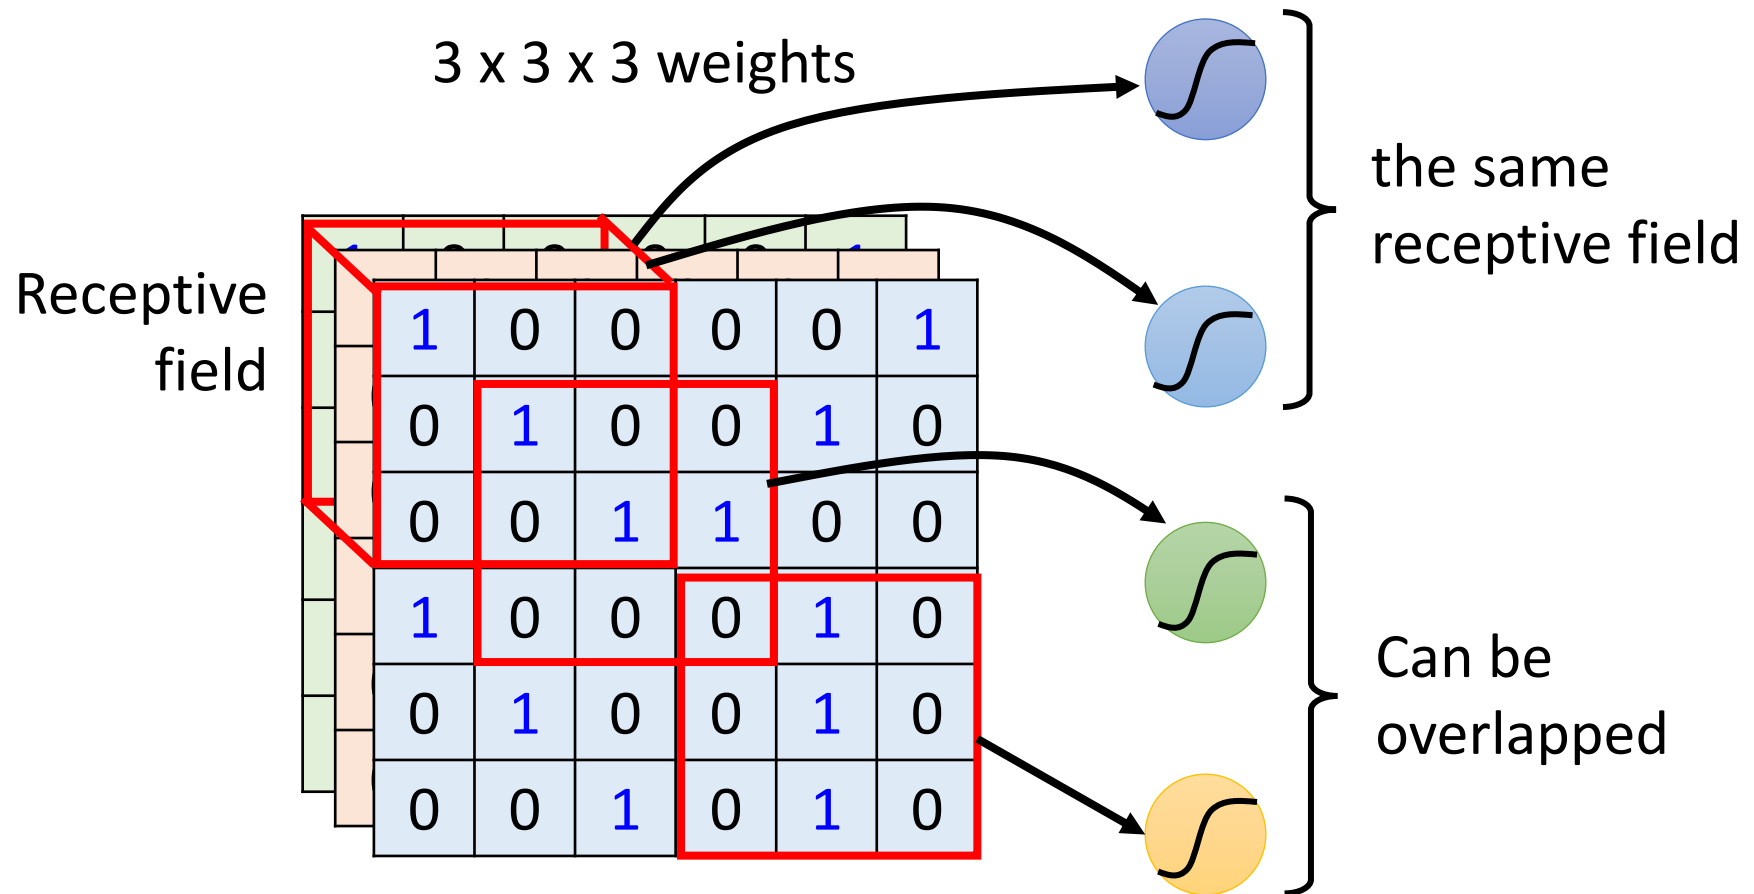 3 x 3 x 3 weights
the same
receptive field
Receptive
field
1 0 0 0 0 1
0 1 0 0 1 0
0 0 1 1 0 0
1 0 0 0 1 0
0 1 0 0 1 0
0 0 1 0 1 0
Can be
overlapped